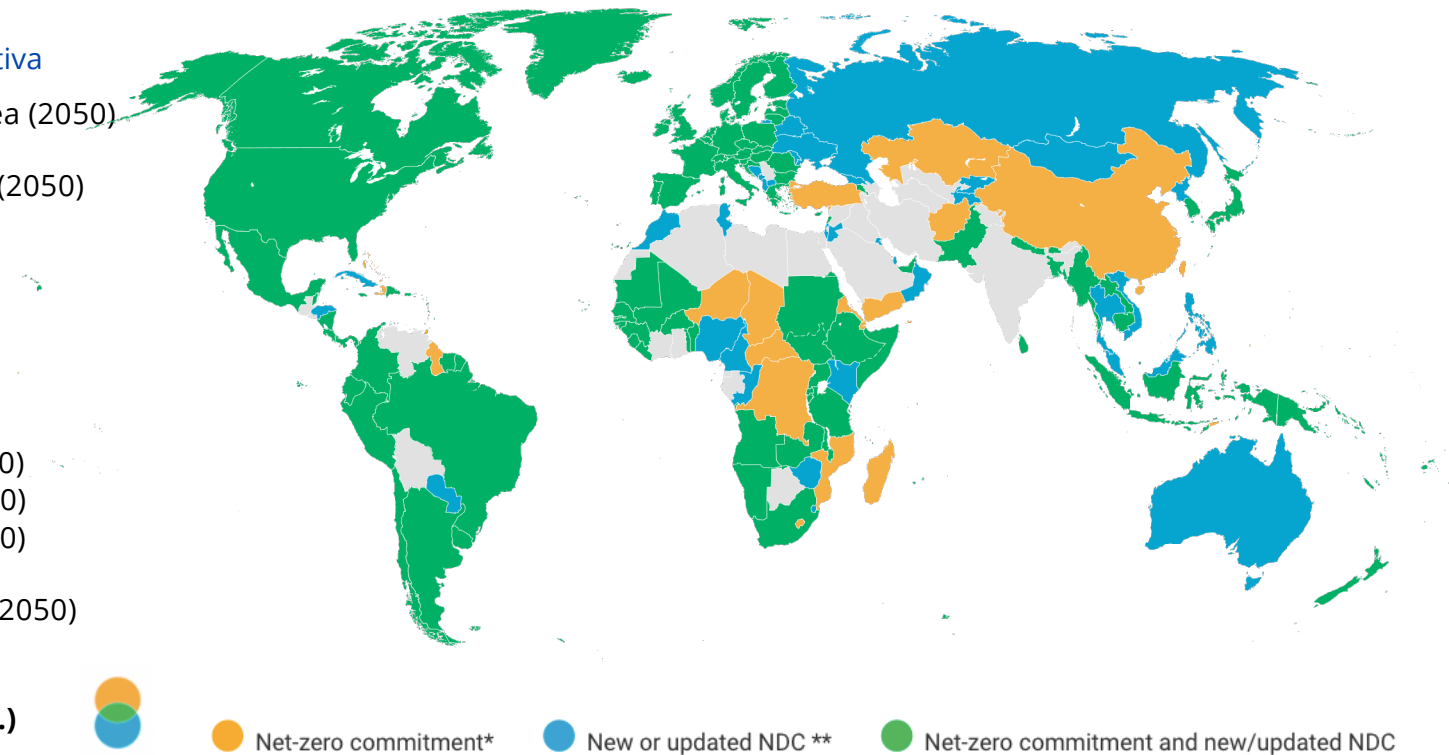 tiva
ea (2050)
(2050)
0)
0)
0)
2050)
.)
Net-zero commitment*
New or updated NDC **
Net-zero commitment and new/updated NDC